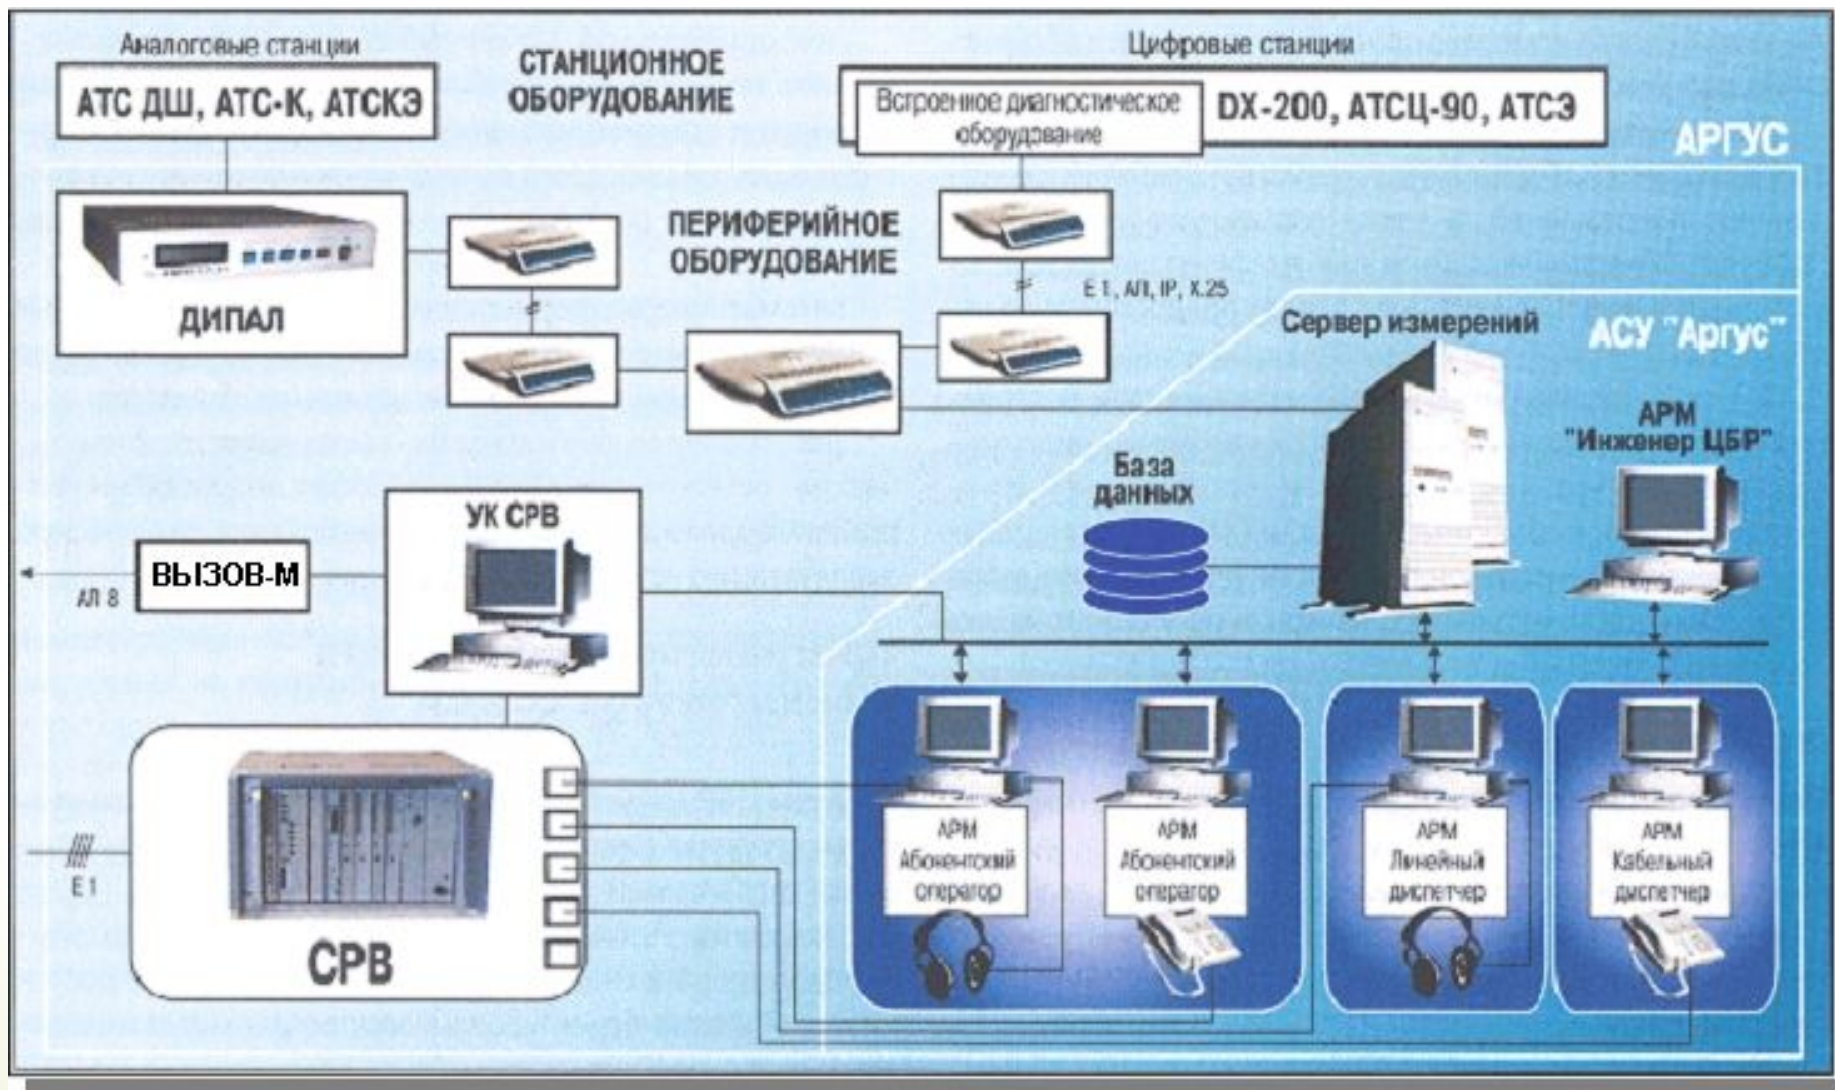 Аналоговые станции
АТС ДШ, АТС-К, АТСКЭ
СТАНЦИОННОЕ
ОБОРУДОВАНИЕ
Цифровые станции
Встроенное диагностическое
оборудование
DX-200, АТСЦ-90, АТСЭ
АРГУС
ДИПАЛ
ПЕРИФЕРИЙНОЕ
ОБОРУДОВАНИЕ
Е 1, АЛ, IP, X.25
Сервер измерений
АСУ "Аргус"
АРМ
"Инженер ЦБР"
База
данных
УК СРВ
ВЫЗОВ-М
АЛ 8
Е 1
СРВ
АРМ
Абонентский
оператор
АРМ
Абонентский
оператор
АРМ
Линейный
диспетчер
АРМ
Кабельный
диспетчер